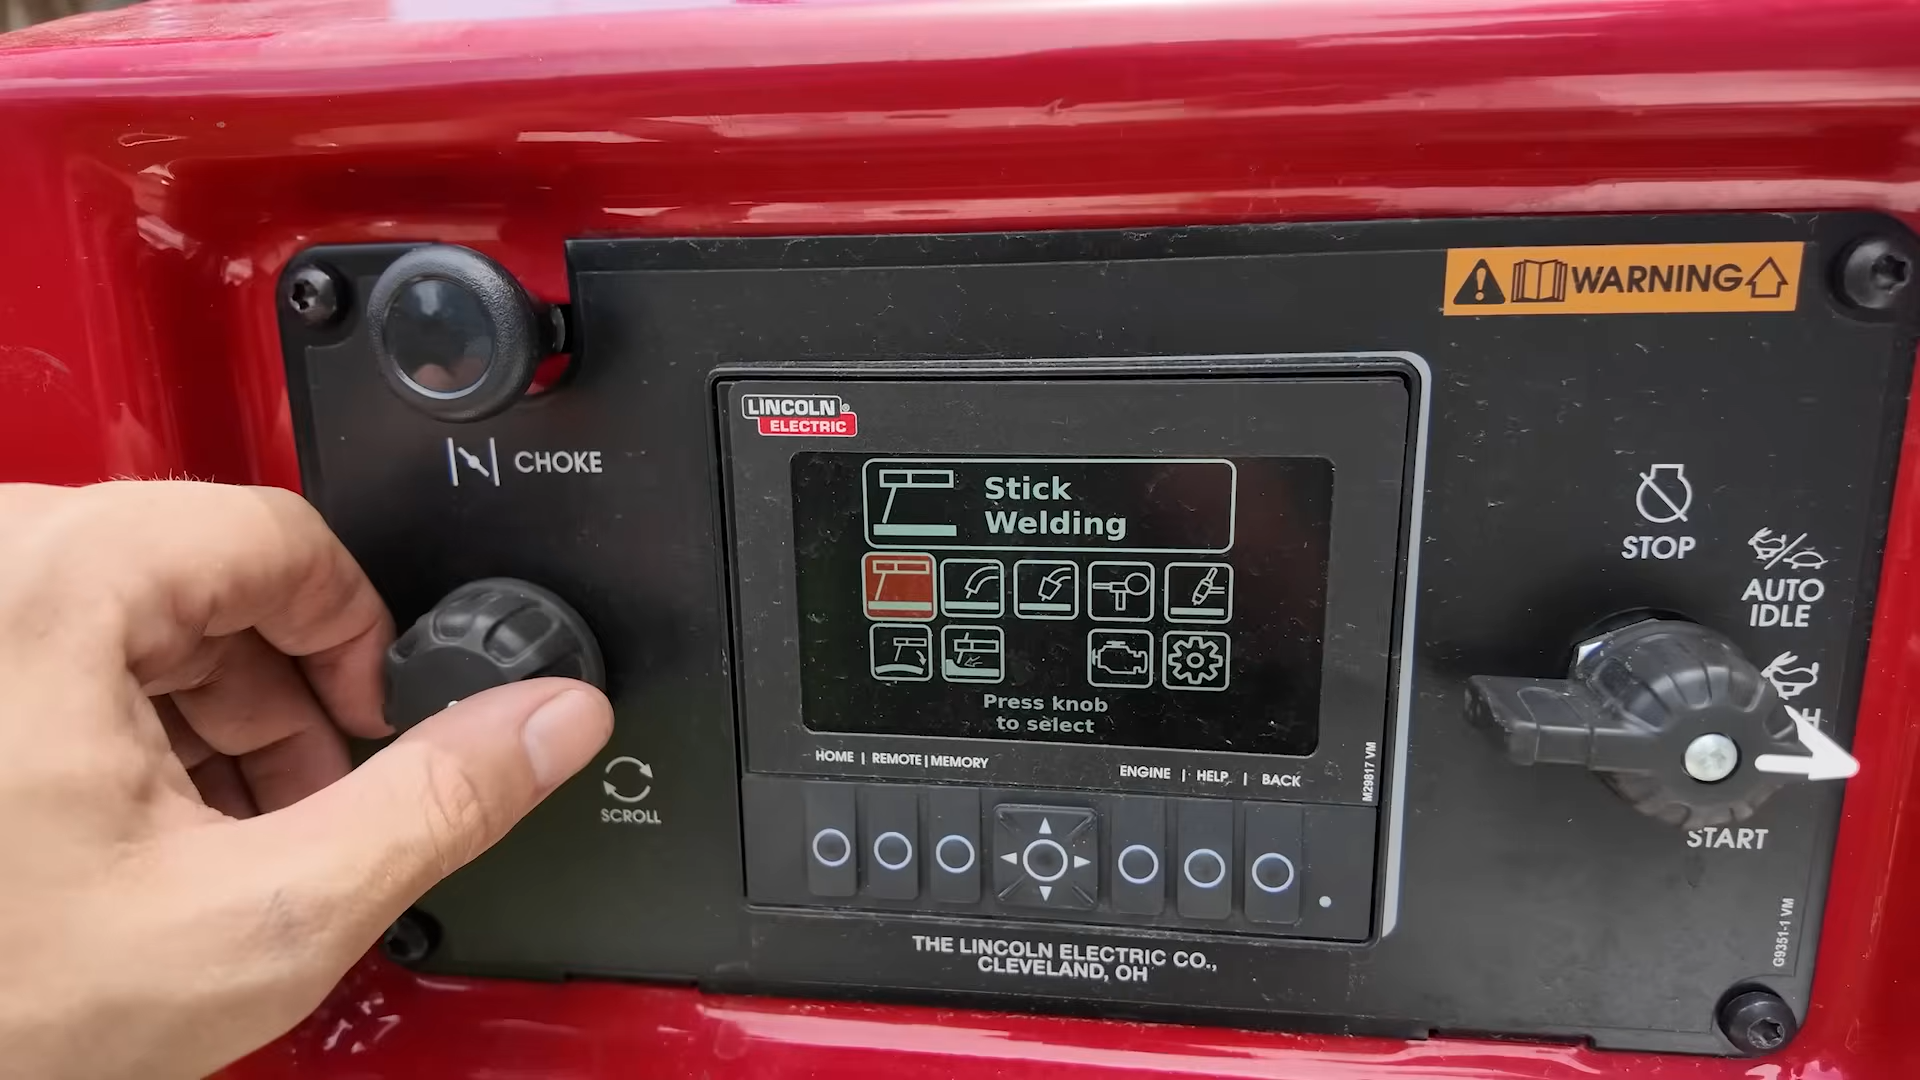 WARNING
LINCOLN®
ELECTRIC
CHOKE
Stick
Welding
STOP
AUTO
IDLE
Press knob
to select
HOME | REMOTE | MEMORY
ENGINE | HELP | BACK
M29817 VM
SCROLL
START
G9351-1 VM
THE LINCOLN ELECTRIC CO.,
CLEVELAND, OH